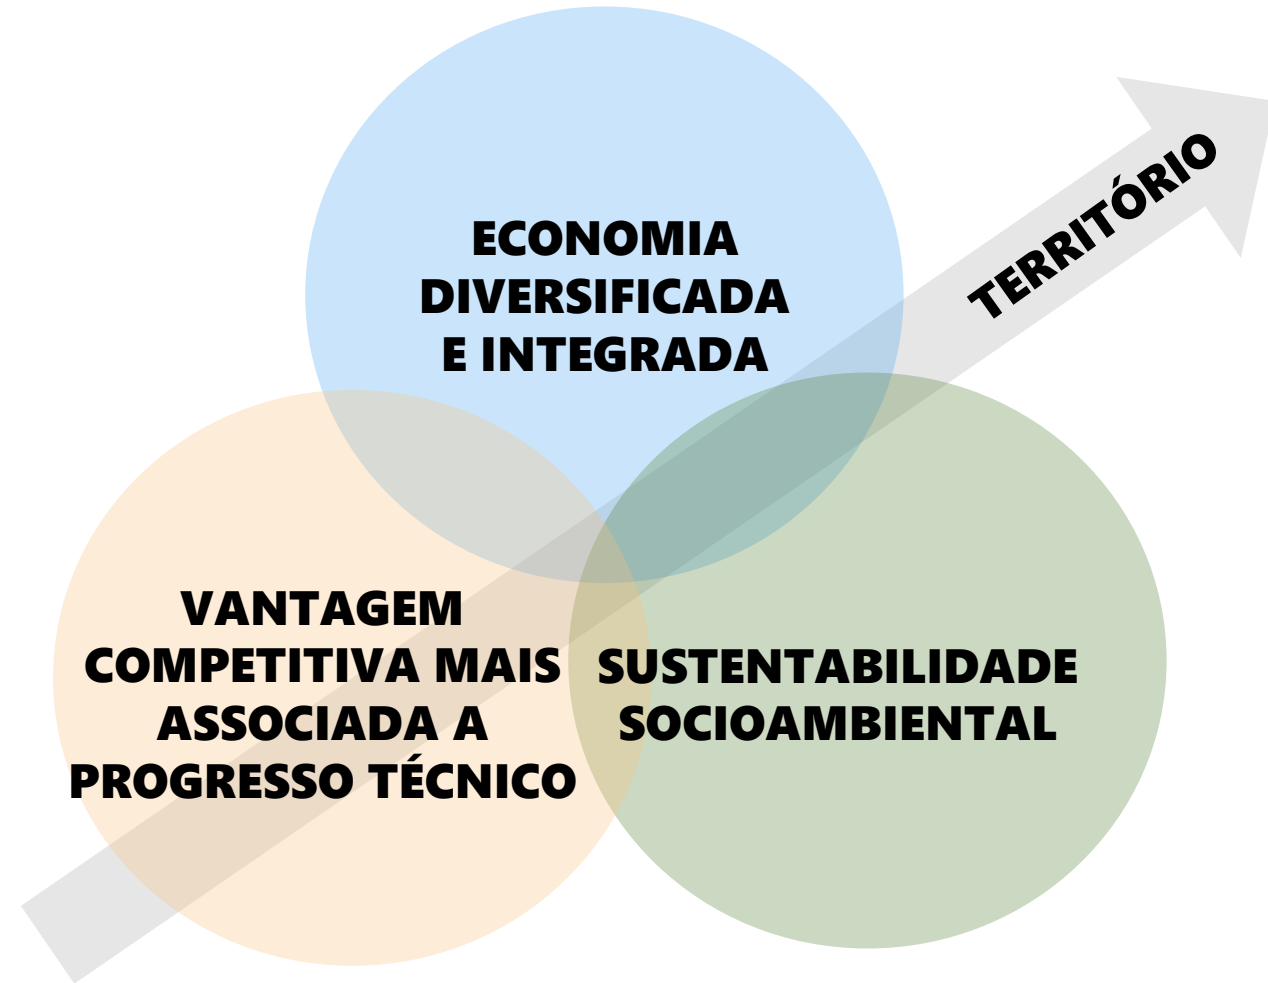 ECONOMIA
DIVERSIFICADA
E INTEGRADA
TERRITÓRIO
VANTAGEM
COMPETITIVA MAIS
ASSOCIADA A
PROGRESSO TÉCNICO
SUSTENTABILIDADE
SOCIOAMBIENTAL